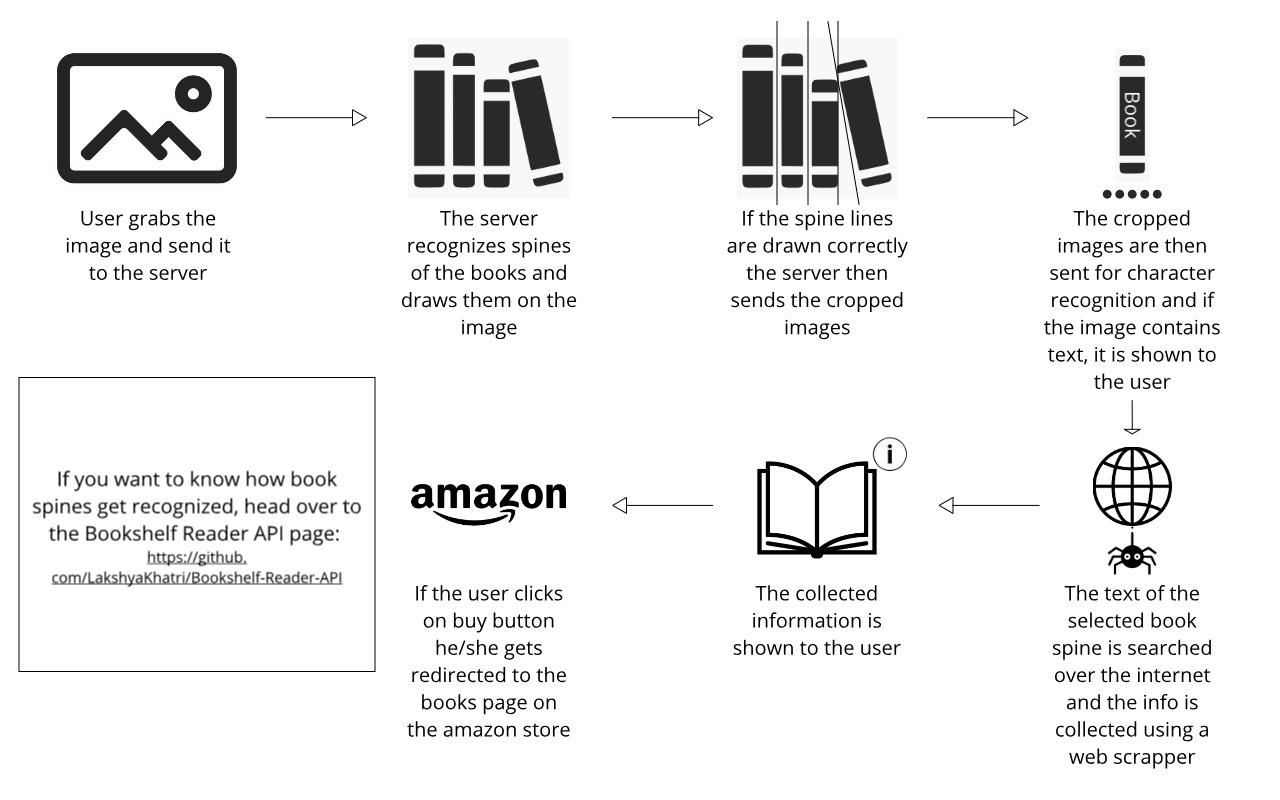 User grabs the
image and send it
to the server
The server
recognizes spines
of the books and
draws them on the
image
If the spine lines
are drawn correctly
the server then
sends the cropped
images
Book
The cropped
images are then
sent for character
recognition and if
the image contains
text, it is shown to
the user
i
The text of the
selected book
spine is searched
over the internet
and the info is
collected using a
web scrapper
The collected
information is
shown to the user
amazon
If the user clicks
on buy button
he/she gets
redirected to the
books page on
the amazon store
If you want to know how book
spines get recognized, head over to
the Bookshelf Reader API page:
https://github.
com/LakshyaKhatri/Bookshelf-Reader-API